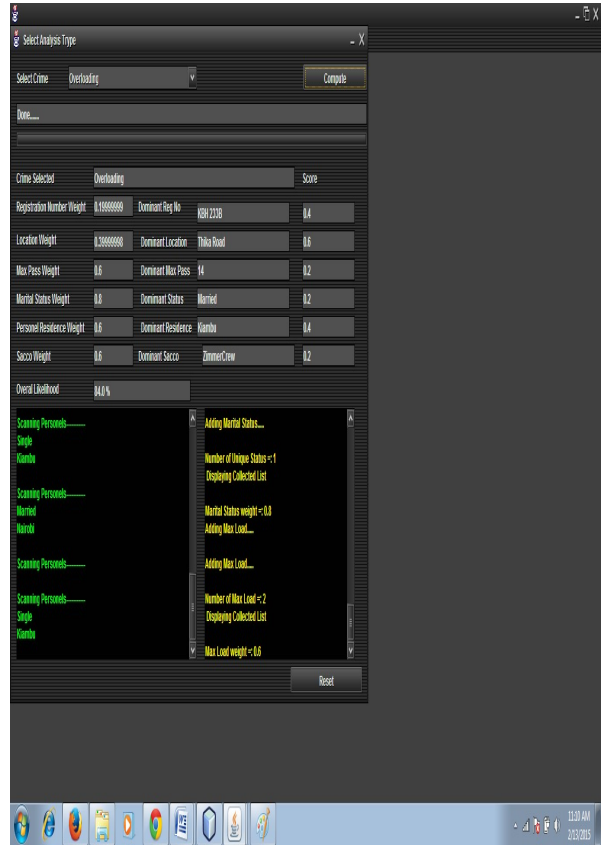 Select Analysis Trype
Select Crime Overloading Compute
Done......
Crime Selected Overloading Score
Registration Number Weight 0.19999999 Dominant Reg No KBH 233B 0.4
Location Weight 0.39999998 Dominant Location Thika Road 0.6
Max Pass Weight 0.6 Dominant Max Pass 14 0.2
Marital Status Weight 0.8 Domimant Status Married 0.2
Personel Residence Weight 0.6 Dominant Residence Kiambu 0.4
Sacco Weight 0.6 Dominant Sacco ZimmerCrew 0.2
Overal Likelihood 84.0 %
Scanning Personels----------
Single
Kiambu
Scanning Personels----------
Married
Nairobi
Scanning Personels----------
Scanning Personels----------
Single
Kiambu
Adding Marital Status.....
Number of Unique Status =: 1
Displaying Collected List
Marital Status weight =: 0.8
Adding Max Load.....
Adding Max Load.....
Number of Max Load =: 2
Displaying Collected List
Max Load weight =: 0.6
Reset
11:10 AM
2/13/2015